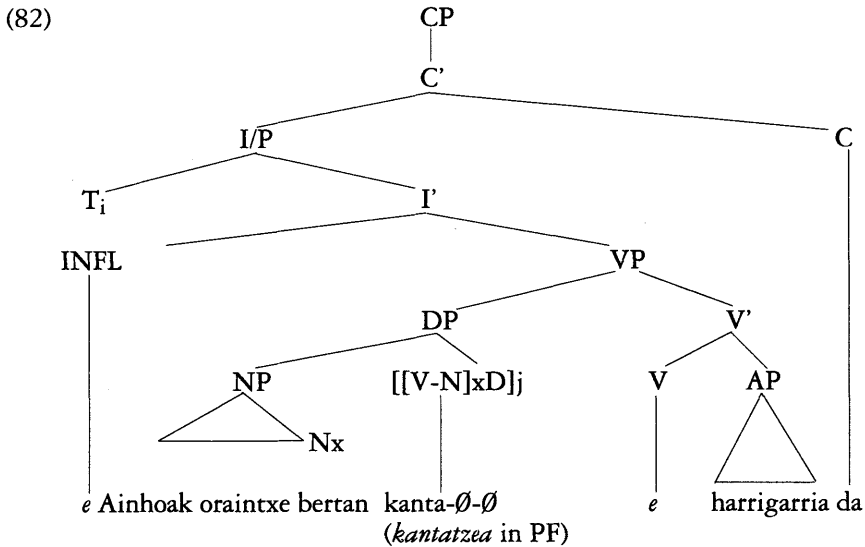 (82)
CP
C'
I/P C
Ti I'
INFL VP
DP V'
NP [[V-N]xD]j V AP
Nx
e Ainhoak oraintxe bertan kanta-Ø-Ø e harrigarria da
(kantatzea in PF)